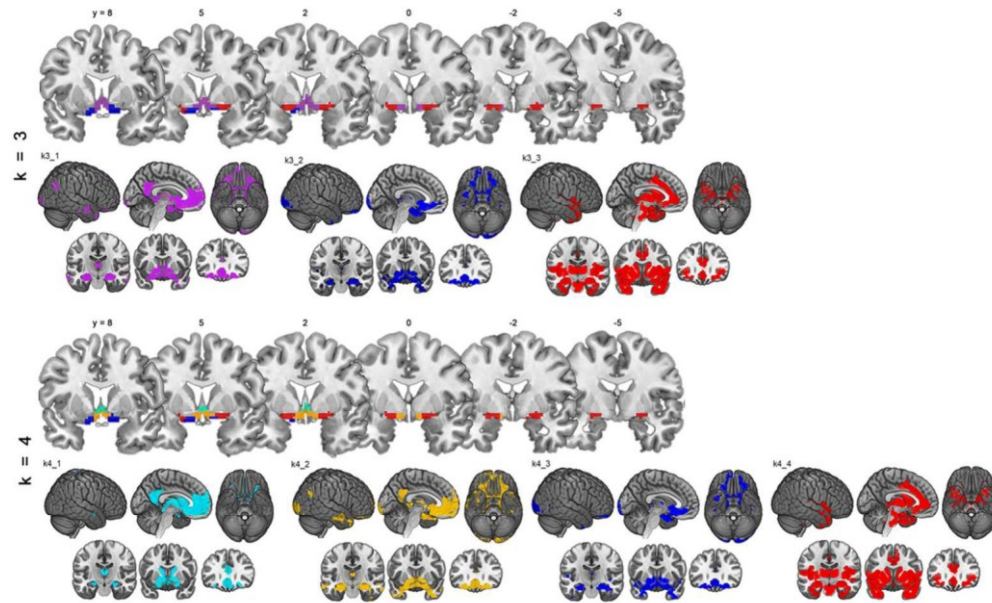 y = 8 5 2 0 -2 -5
k = 3
k3_1 k3_2 k3_3
y = 8 5 2 0 -2 -5
k = 4
k4_1 k4_2 k4_3 k4_4